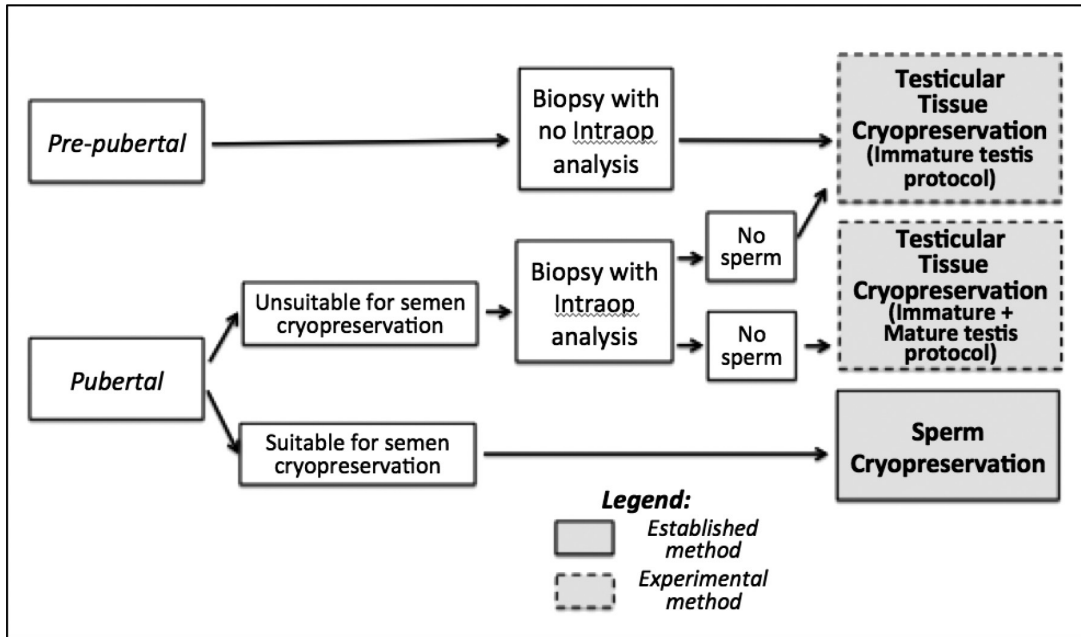 Pre-pubertal
Biopsy with
no Intraop
analysis
Testicular
Tissue
Cryopreservation
(Immature testis
protocol)
Pubertal
Unsuitable for semen
cryopreservation
Biopsy with
Intraop
analysis
No
sperm
No
sperm
Testicular
Tissue
Cryopreservation
(Immature +
Mature testis
protocol)
Suitable for semen
cryopreservation
Sperm
Cryopreservation
Legend:
Established
method
Experimental
method